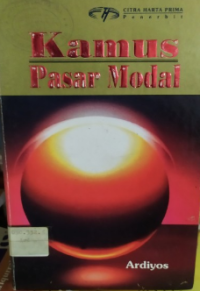 CITRA HARTA PRIMA
Penerbit
Kamus
Pasar Modal
Ardiyos